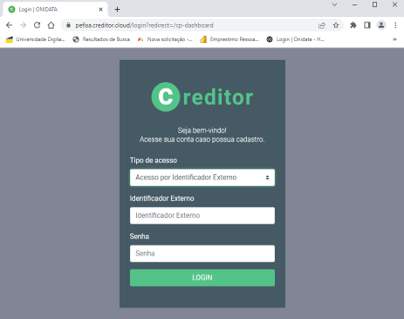 Login | ONIDATA
pefisa.creditor.cloud/login?redirect=/cp-dashboard
Universidade Digita...
Resultados de Busca
Nova solicitação -...
Empréstimo Pessoa...
Login | Onidata - H...
Creditor
Seja bem-vindo!
Acesse sua conta caso possua cadastro.
Tipo de acesso
Acesso por Identificador Externo
Identificador Externo
Identificador Externo
Senha
Senha
LOGIN